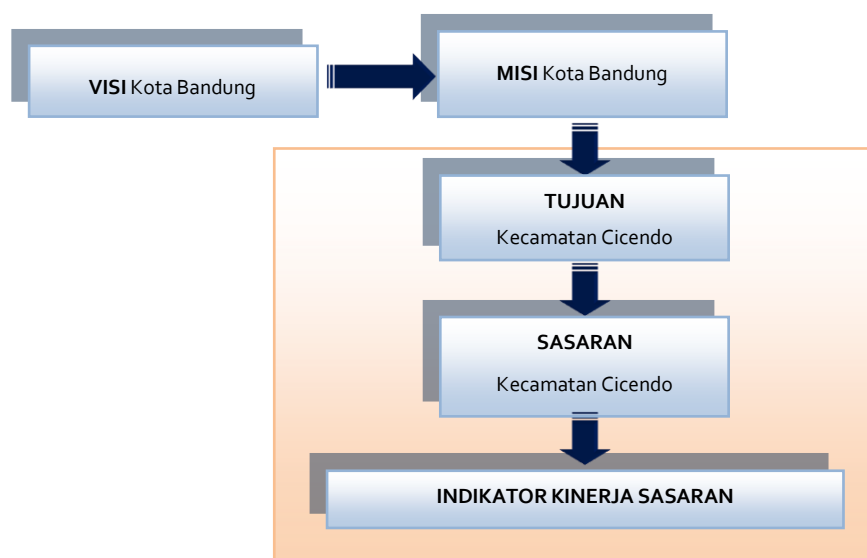 VISI Kota Bandung
MISI Kota Bandung
TUJUAN
Kecamatan Cicendo
SASARAN
Kecamatan Cicendo
INDIKATOR KINERJA SASARAN